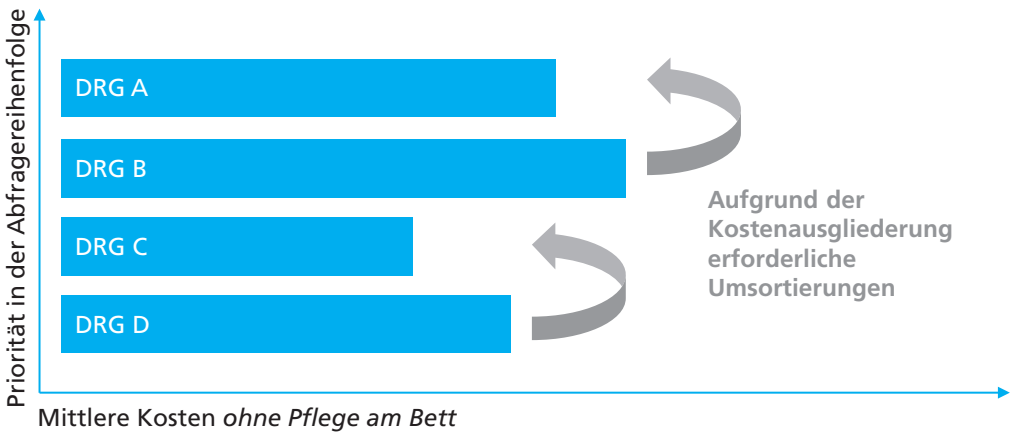 Priorität in der Abfragereihenfolge
DRG A
DRG B
DRG C
DRG D
Aufgrund der
Kostenausgliederung
erforderliche
Umsortierungen
Mittlere Kosten ohne Pflege am Bett